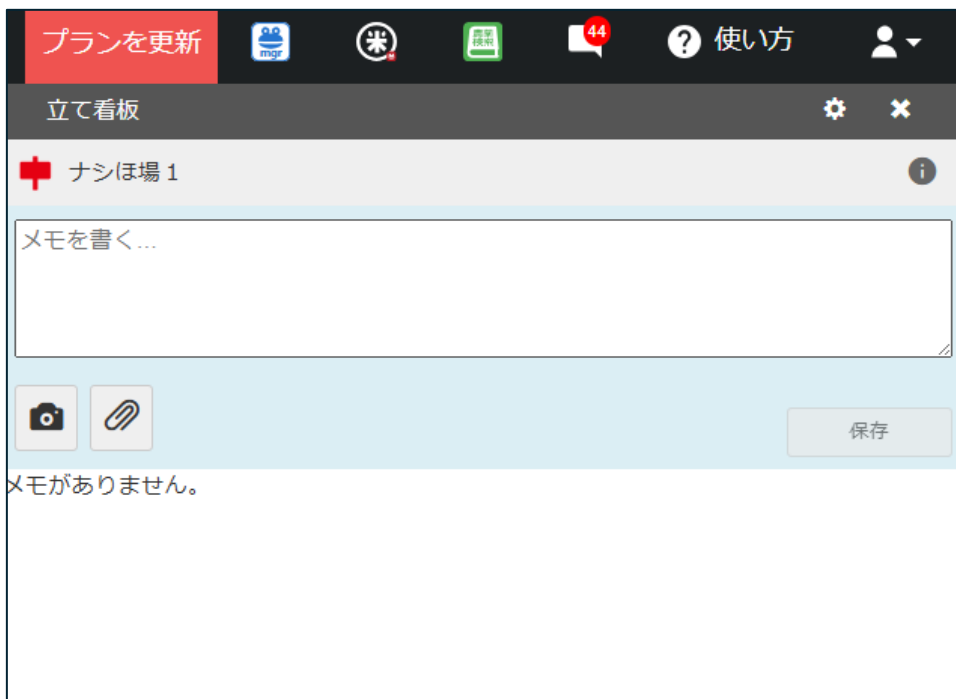 プランを更新
mgr
米
44
? 使い方
立て看板
ナシほ場1
メモを書く...
保存
メモがありません。